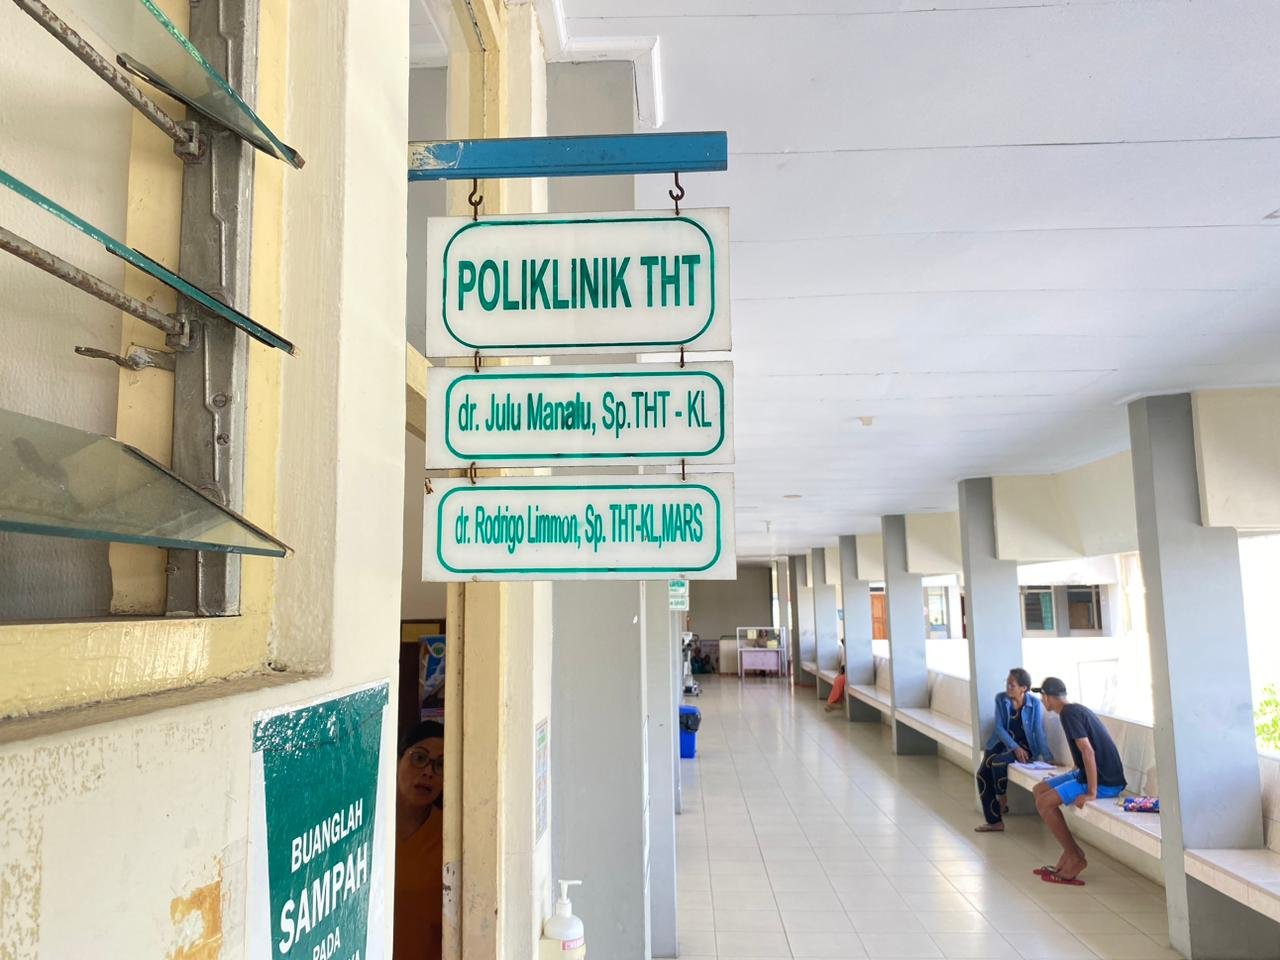 POLIKLINIK THT
dr. Julu Manalu, Sp.THT - KL
dr. Rodrigo Limmon, Sp. THT-KL,MARS
BUANGLAH
SAMPAH
PADA